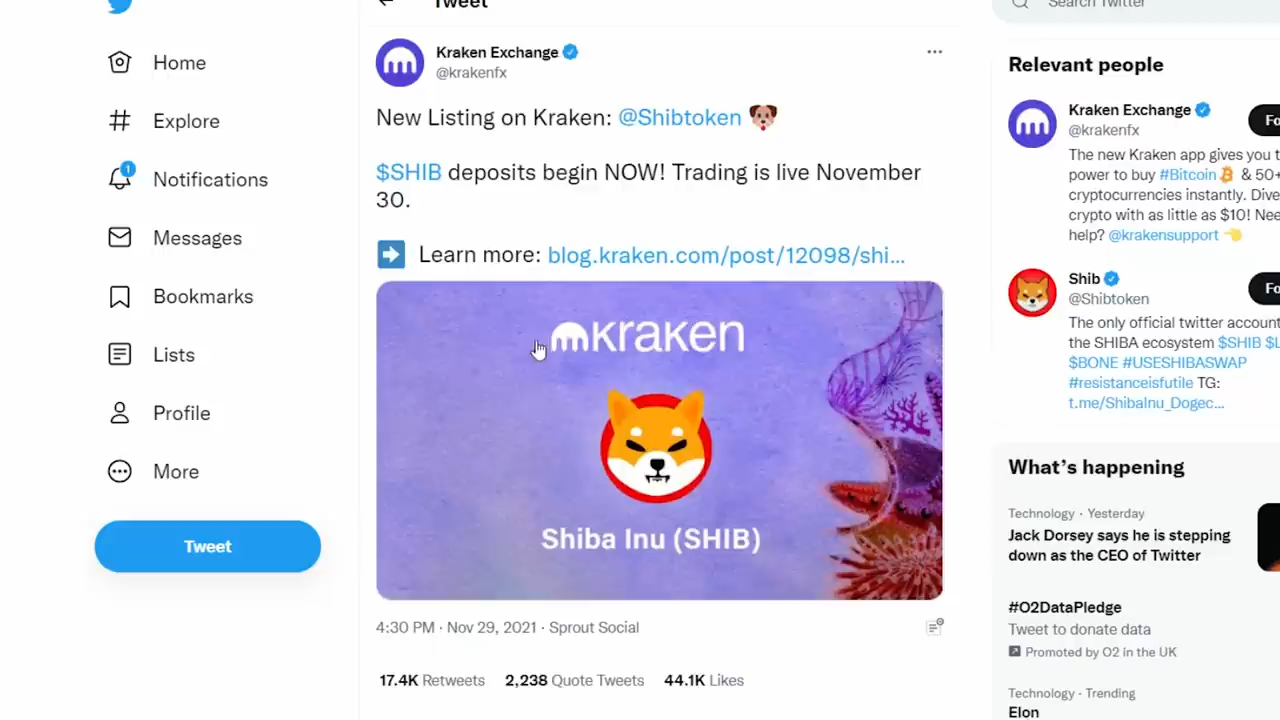 Tweet
Search Twitter
Home
Explore
1
Notifications
Messages
Bookmarks
Lists
Profile
More
Tweet
Kraken Exchange
@krakenfx
New Listing on Kraken: @Shibtoken
$SHIB deposits begin NOW! Trading is live November
30.
Learn more: blog.kraken.com/post/12098/shi...
kraken
Shiba Inu (SHIB)
4:30 PM · Nov 29, 2021 · Sprout Social
17.4K Retweets 2,238 Quote Tweets 44.1K Likes
Relevant people
Kraken Exchange
@krakenfx
Fo
The new Kraken app gives you t
power to buy #Bitcoin & 50+
cryptocurrencies instantly. Dive
crypto with as little as $10! Nee
help? @krakensupport
Shib
@Shibtoken
Fo
The only official twitter account
the SHIBA ecosystem $SHIB $L
$BONE #USESHIBASWAP
#resistanceisfutile TG:
t.me/ShibaInu_Dogec...
What's happening
Technology · Yesterday
Jack Dorsey says he is stepping
down as the CEO of Twitter
#O2DataPledge
Tweet to donate data
Promoted by O2 in the UK
Technology · Trending
Elon